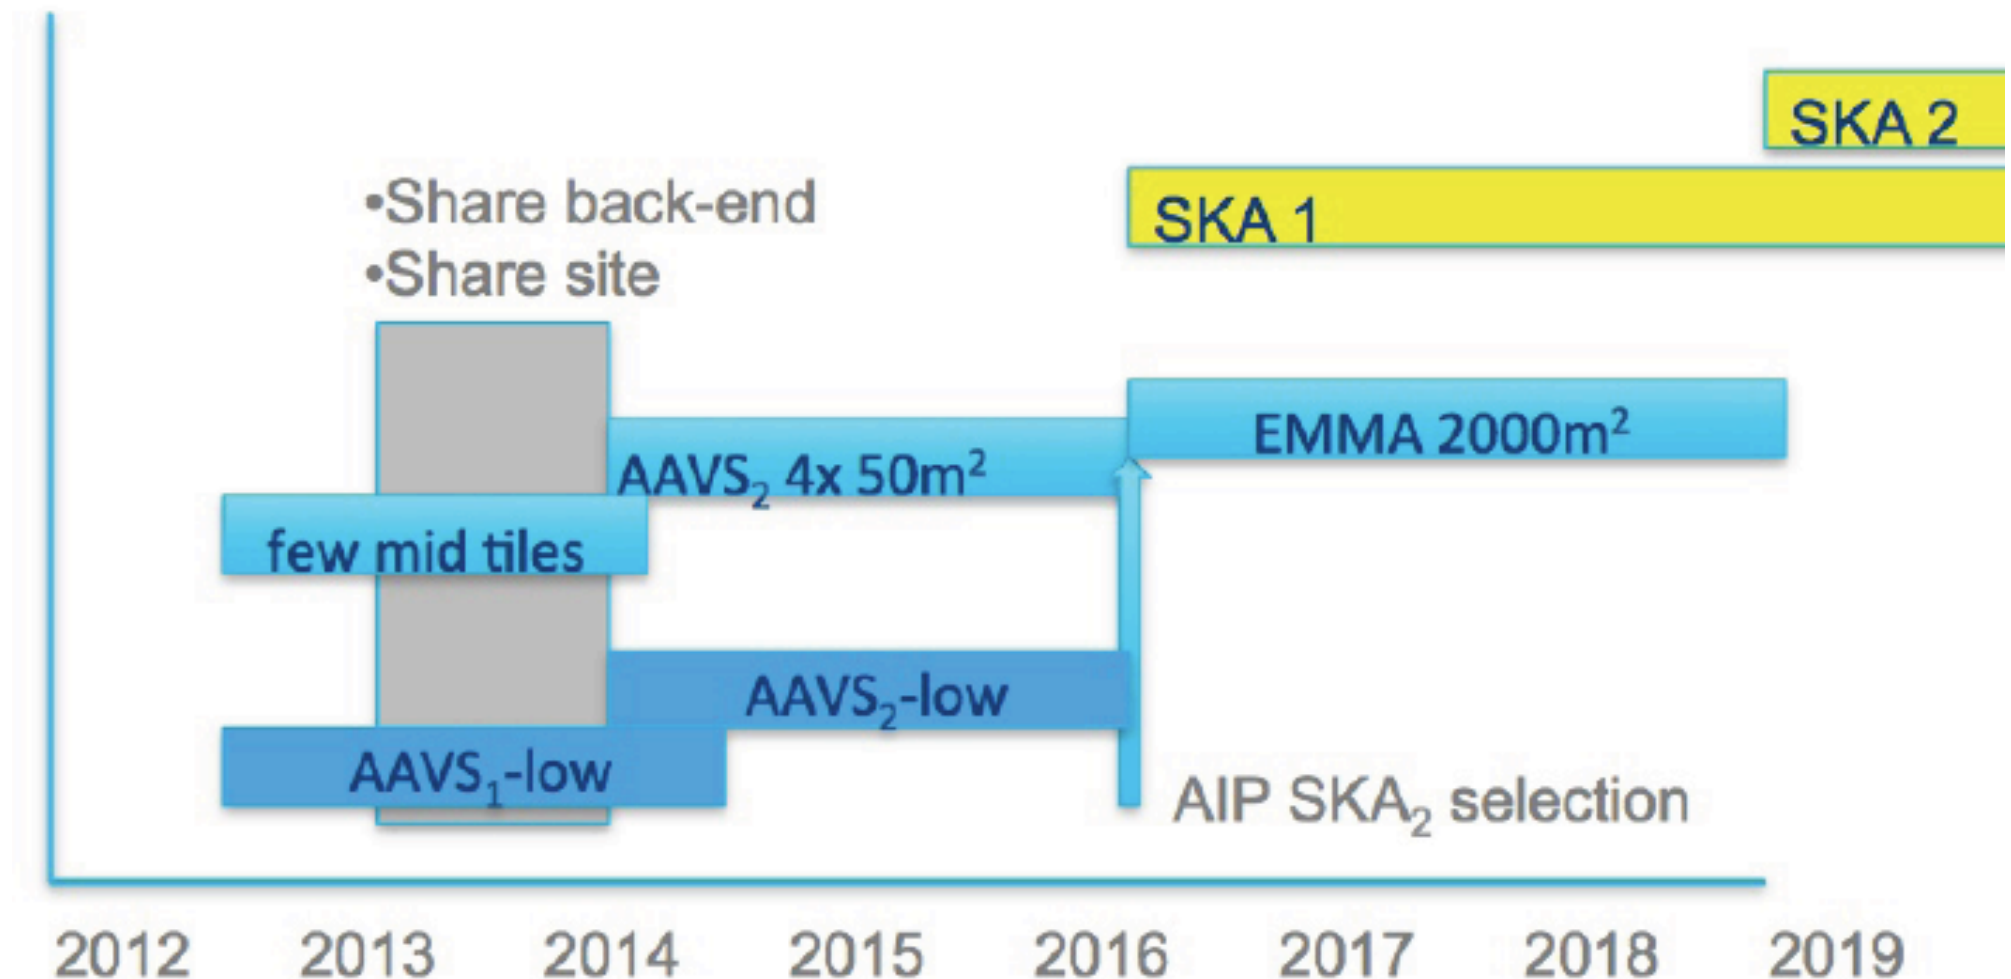 SKA 2
•Share back-end
SKA 1
•Share site
EMMA 2000m²
AAVS₂ 4x 50m²
few mid tiles
AAVS₂-low
AAVS₁-low
AIP SKA₂ selection
2012 2013 2014 2015 2016 2017 2018 2019